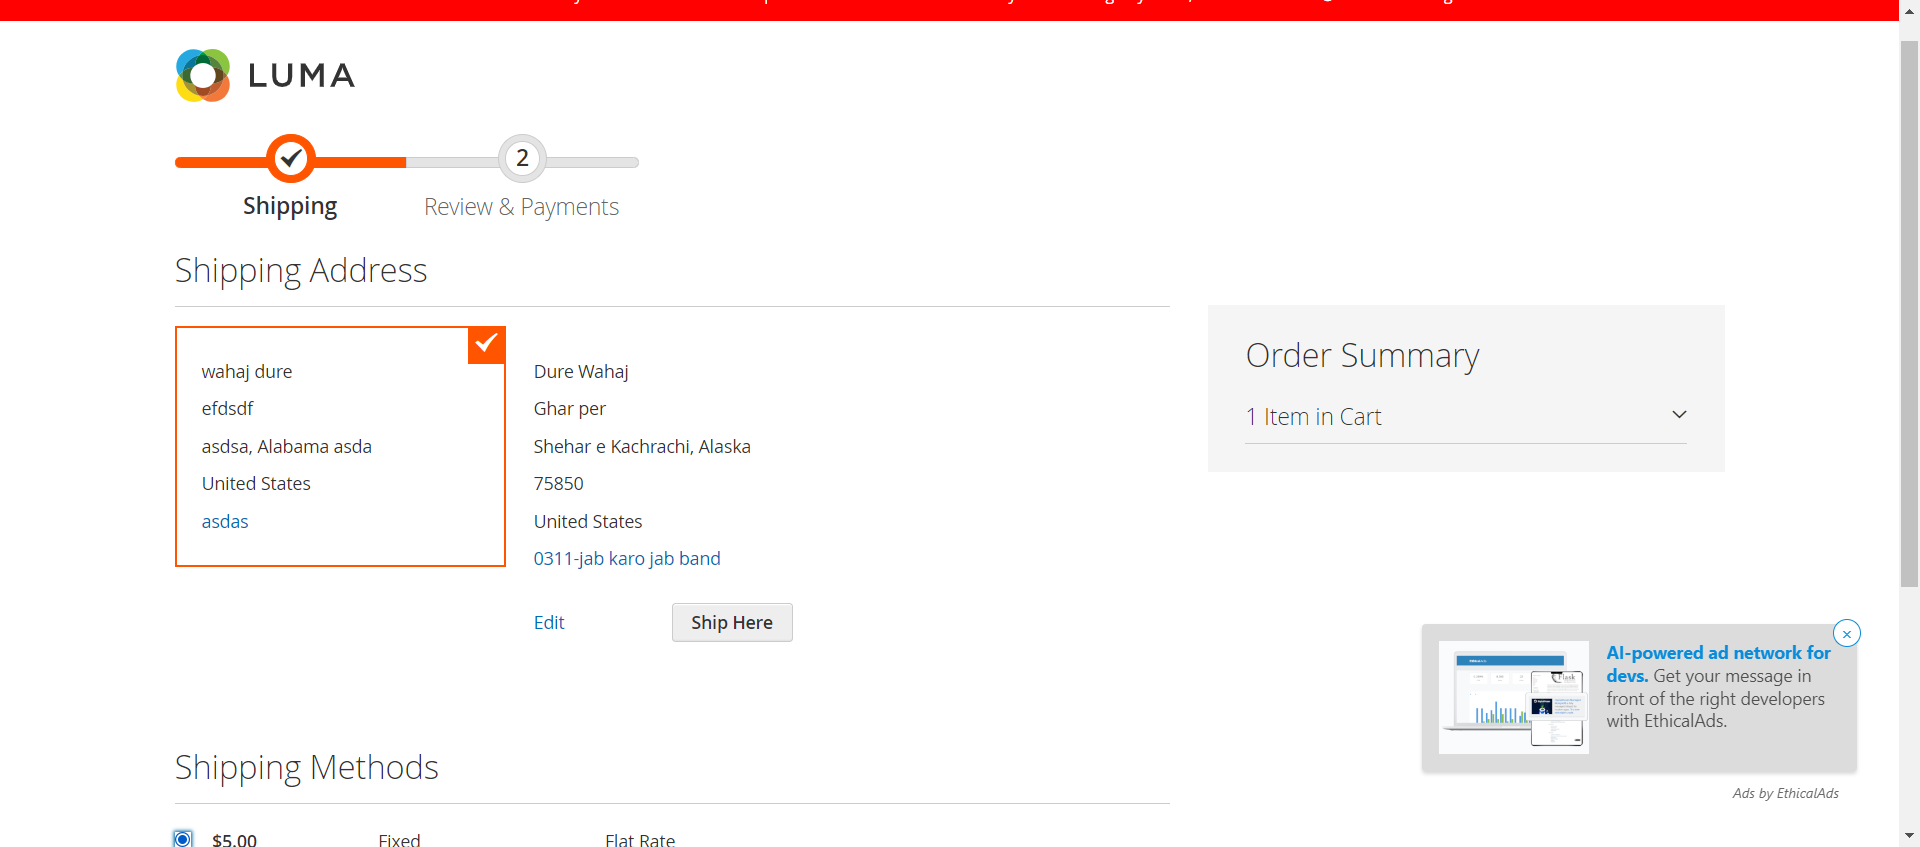 LUMA
2
Shipping
Review & Payments
Shipping Address
wahaj dure
efdsdf
asdsa, Alabama asda
United States
asdas
Dure Wahaj
Ghar per
Shehar e Kachrachi, Alaska
75850
United States
0311-jab karo jab band
Edit
Ship Here
Order Summary
1 Item in Cart
AI-powered ad network for
devs. Get your message in
front of the right developers
with EthicalAds.
Ads by EthicalAds
Shipping Methods
$5.00 Fixed Flat Rate